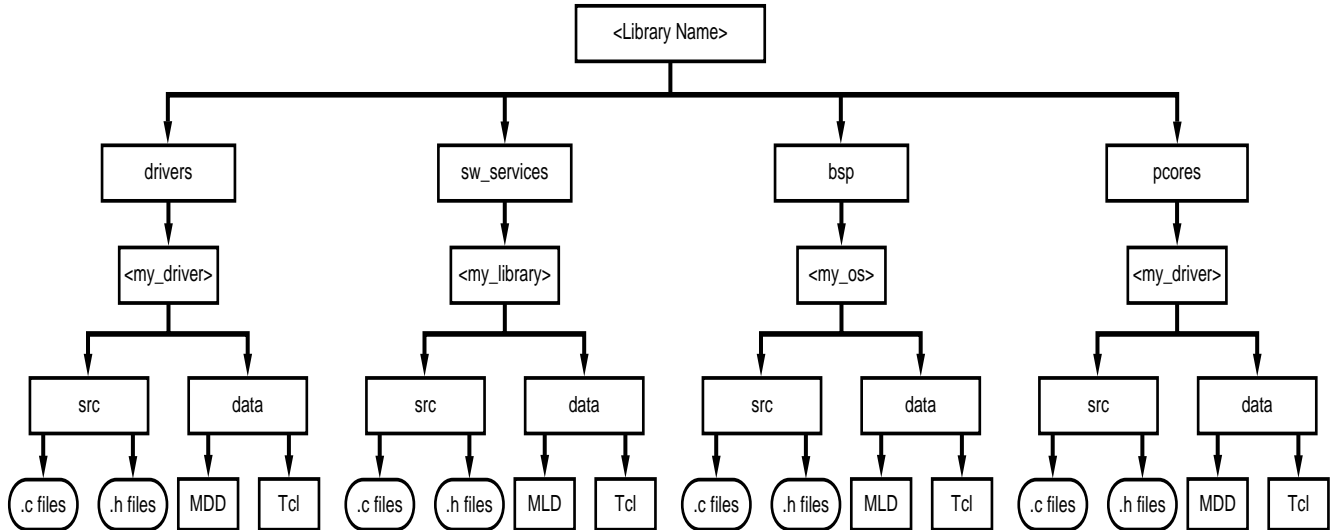 <Library Name>
drivers
sw_services
bsp
pcores
<my_driver>
<my_library>
<my_os>
<my_driver>
src
data
src
data
src
data
src
data
.c files
.h files
MDD
Tcl
.c files
.h files
MLD
Tcl
.c files
.h files
MLD
Tcl
.c files
.h files
MDD
Tcl